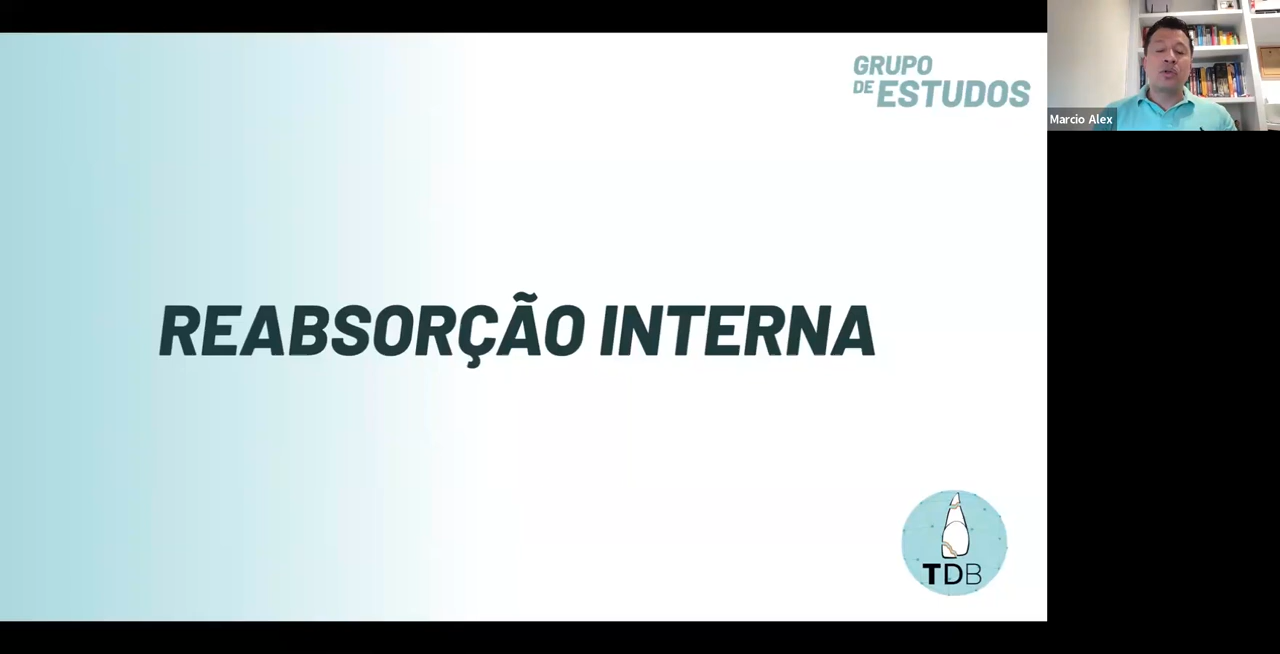 GRUPO
DE ESTUDOS
Marcio Alex
REABSORÇÃO INTERNA
TDB